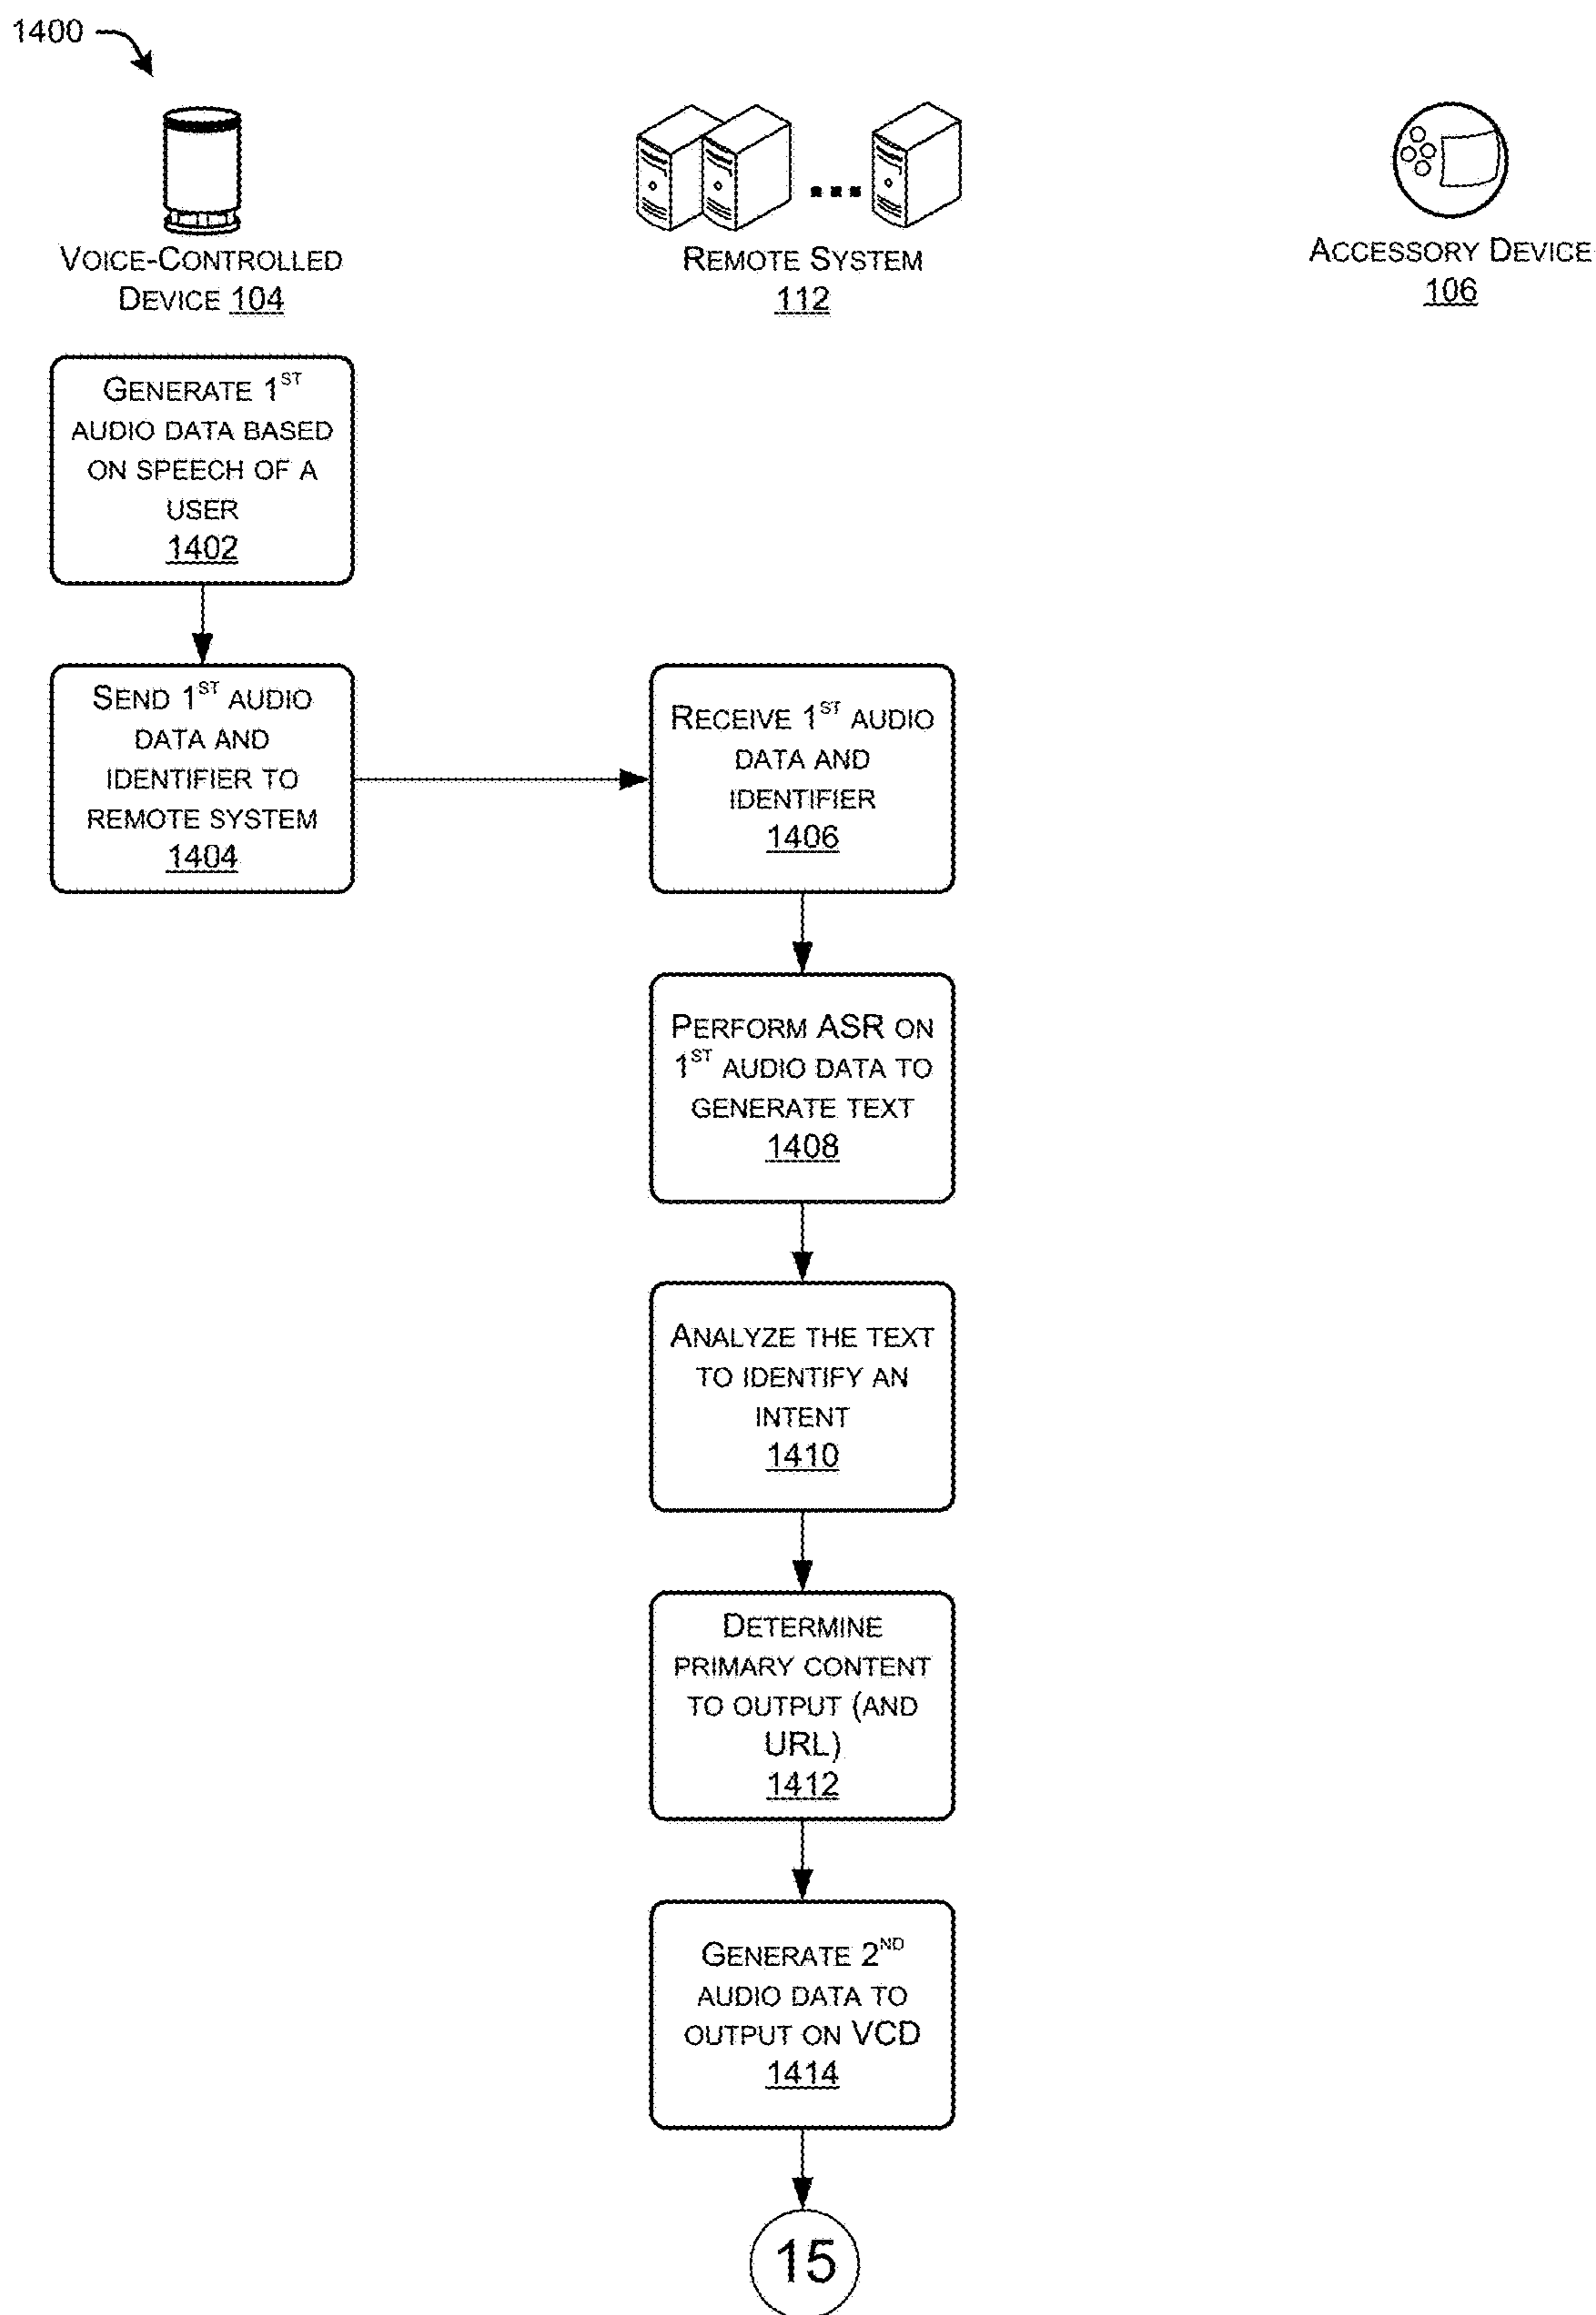 1400
VOICE-CONTROLLED
DEVICE 104
REMOTE SYSTEM
112
ACCESSORY DEVICE
106
GENERATE 1ST
AUDIO DATA BASED
ON SPEECH OF A
USER
1402
SEND 1ST AUDIO
DATA AND
IDENTIFIER TO
REMOTE SYSTEM
1404
RECEIVE 1ST AUDIO
DATA AND
IDENTIFIER
1406
PERFORM ASR ON
1ST AUDIO DATA TO
GENERATE TEXT
1408
ANALYZE THE TEXT
TO IDENTIFY AN
INTENT
1410
DETERMINE
PRIMARY CONTENT
TO OUTPUT (AND
URL)
1412
GENERATE 2ND
AUDIO DATA TO
OUTPUT ON VCD
1414
15